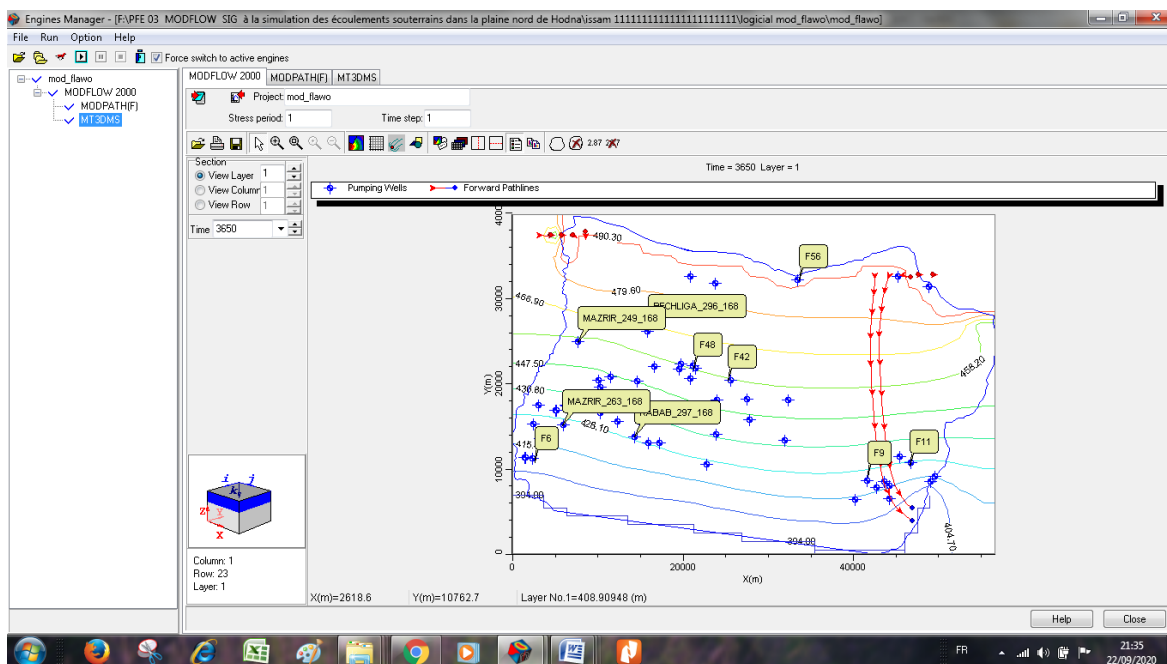 Engines Manager - [F:\PFE 03 MODFLOW SIG à la simulation des écoulements souterrains dans la plaine nord de Hodna\issam 1111111111111111111111\logicial mod_flawo\mod_flawo]
File Run Option Help
Force switch to active engines
mod_flawo
MODFLOW 2000
MODPATH(F)
MT3DMS
MODFLOW 2000 MODPATH(F) MT3DMS
Project: mod_flawo
Stress period: 1 Time step: 1
2.87
Section
View Layer 1
View Column 1
View Row 1
Time 3650
Time = 3650 Layer = 1
Pumping Wells Forward Pathlines
490.30
F56
479.60
466.90
BECHLIGA_296_168
MAZRIR_249_168
F48
F42
458.20
447.50
436.80
MAZRIR_263_168
KABAB_297_168
426.10
F6
415.
F9
F11
394.00
394.00
404.70
30000
20000
10000
0
Y(m)
0 20000 40000
X(m)
i j
k
Z Y
X
Column: 1
Row: 23
Layer: 1
X(m)=2618.6 Y(m)=10762.7 Layer No.1=408.90948 (m)
Help Close
FR
21:35
22/09/2020